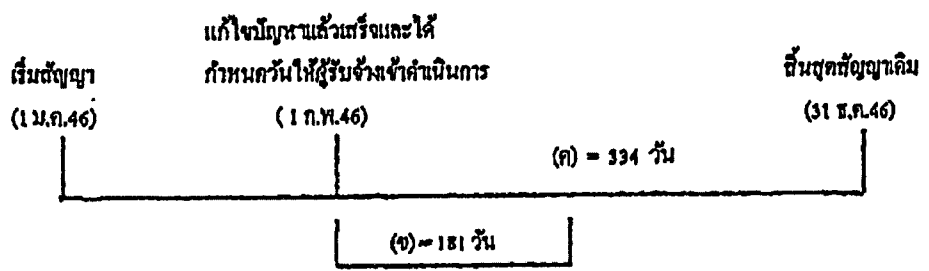 แก้ไขปัญหาแล้วเสร็จและได้
เริ่มสัญญา กำหนดวันให้ผู้รับจ้างเข้าดำเนินการ สิ้นสุดสัญญาเดิม
(1 ม.ค.46) ( 1 ก.พ.46) (31 ธ.ค.46)
(ค) = 334 วัน
(ข) = 181 วัน